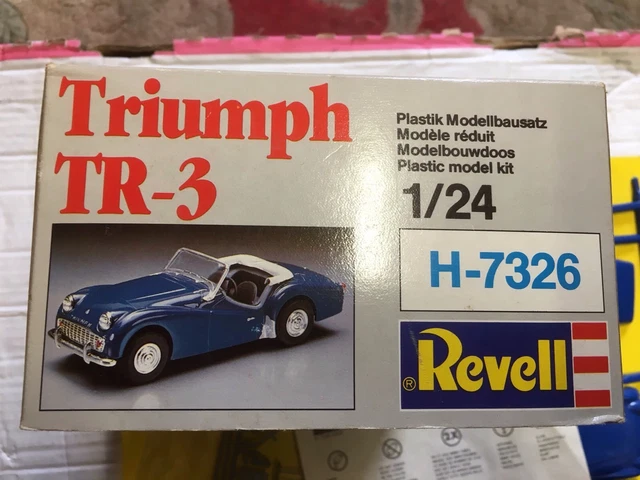 Triumph
TR-3
Plastik Modellbausatz
Modèle réduit
Modelbouwdoos
Plastic model kit
1/24
H-7326
® Revell